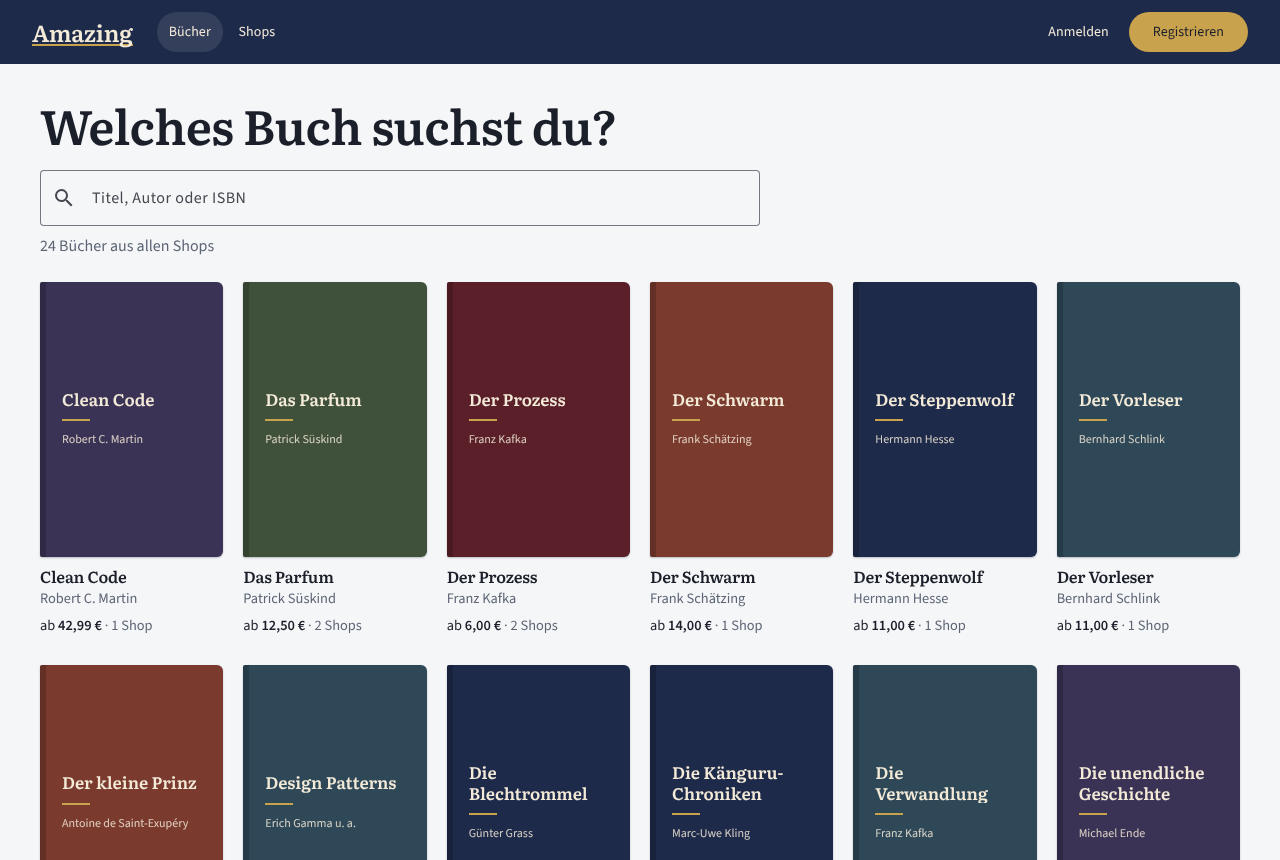 Amazing
Bücher
Shops
Anmelden
Registrieren
Welches Buch suchst du?
Titel, Autor oder ISBN
24 Bücher aus allen Shops
Clean Code
Robert C. Martin
Das Parfum
Patrick Süskind
Der Prozess
Franz Kafka
Der Schwarm
Frank Schätzing
Der Steppenwolf
Hermann Hesse
Der Vorleser
Bernhard Schlink
Clean Code
Robert C. Martin
ab 42,99 € · 1 Shop
Das Parfum
Patrick Süskind
ab 12,50 € · 2 Shops
Der Prozess
Franz Kafka
ab 6,00 € · 2 Shops
Der Schwarm
Frank Schätzing
ab 14,00 € · 1 Shop
Der Steppenwolf
Hermann Hesse
ab 11,00 € · 1 Shop
Der Vorleser
Bernhard Schlink
ab 11,00 € · 1 Shop
Der kleine Prinz
Antoine de Saint-Exupéry
Design Patterns
Erich Gamma u. a.
Die
Blechtrommel
Günter Grass
Die Känguru-
Chroniken
Marc-Uwe Kling
Die
Verwandlung
Franz Kafka
Die unendliche
Geschichte
Michael Ende